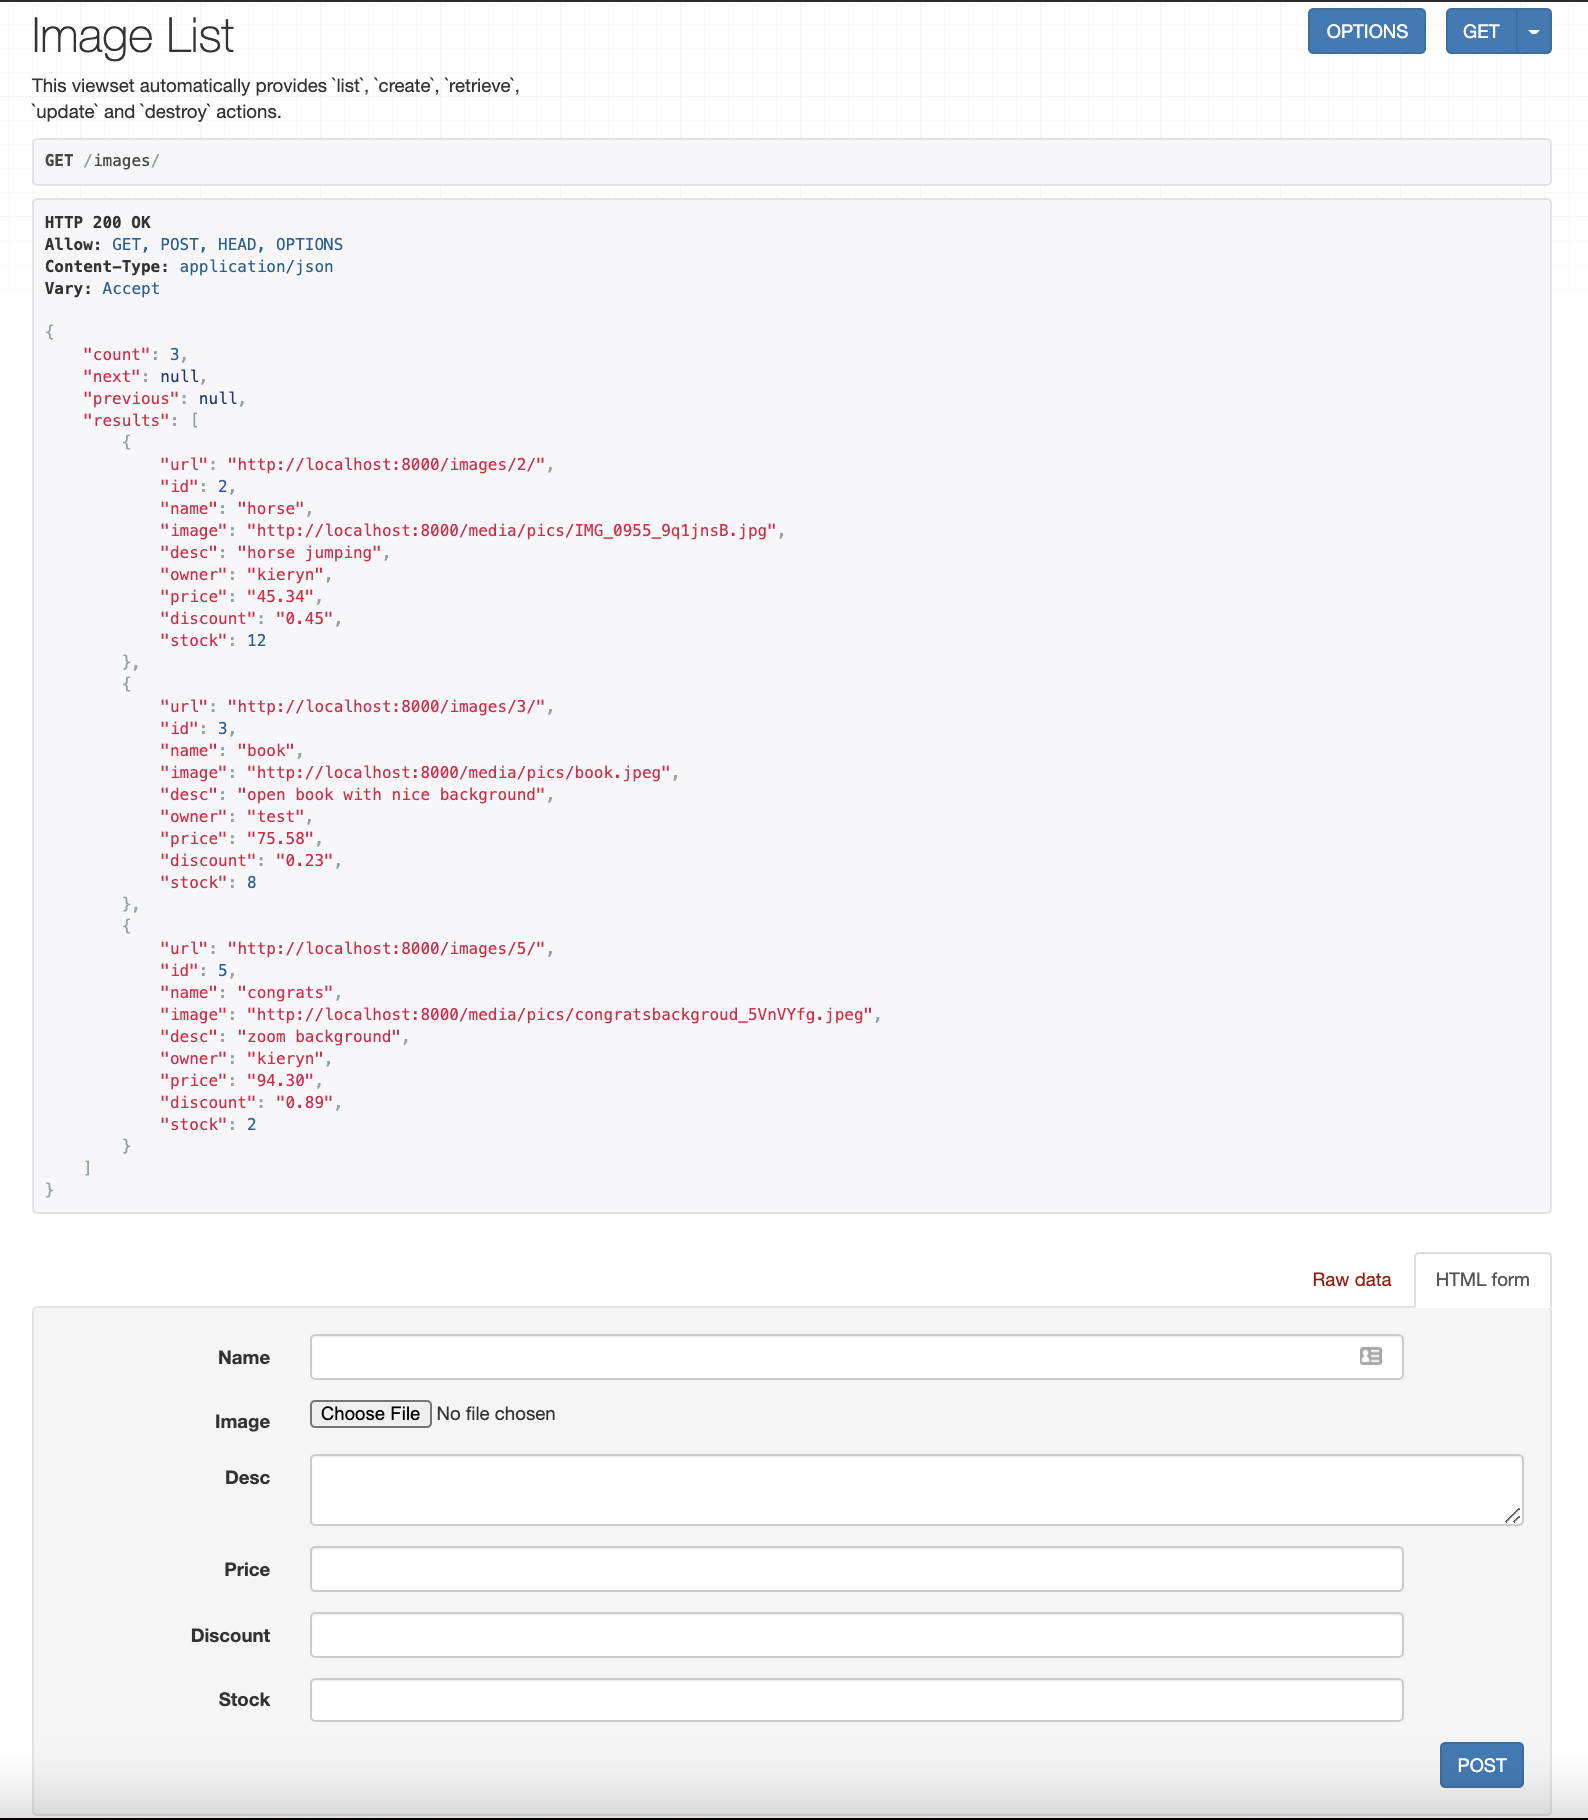 Image List
OPTIONS
GET
This viewset automatically provides `list`, `create`, `retrieve`,
`update` and `destroy` actions.
GET /images/
HTTP 200 OK
Allow: GET, POST, HEAD, OPTIONS
Content-Type: application/json
Vary: Accept
{
    "count": 3,
    "next": null,
    "previous": null,
    "results": [
        {
            "url": "http://localhost:8000/images/2/",
            "id": 2,
            "name": "horse",
            "image": "http://localhost:8000/media/pics/IMG_0955_9q1jnsB.jpg",
            "desc": "horse jumping",
            "owner": "kieryn",
            "price": "45.34",
            "discount": "0.45",
            "stock": 12
        },
        {
            "url": "http://localhost:8000/images/3/",
            "id": 3,
            "name": "book",
            "image": "http://localhost:8000/media/pics/book.jpeg",
            "desc": "open book with nice background",
            "owner": "test",
            "price": "75.58",
            "discount": "0.23",
            "stock": 8
        },
        {
            "url": "http://localhost:8000/images/5/",
            "id": 5,
            "name": "congrats",
            "image": "http://localhost:8000/media/pics/congratsbackgroud_5VnVYfg.jpeg",
            "desc": "zoom background",
            "owner": "kieryn",
            "price": "94.30",
            "discount": "0.89",
            "stock": 2
        }
    ]
}
Raw data
HTML form
Name
Image
Choose File No file chosen
Desc
Price
Discount
Stock
POST